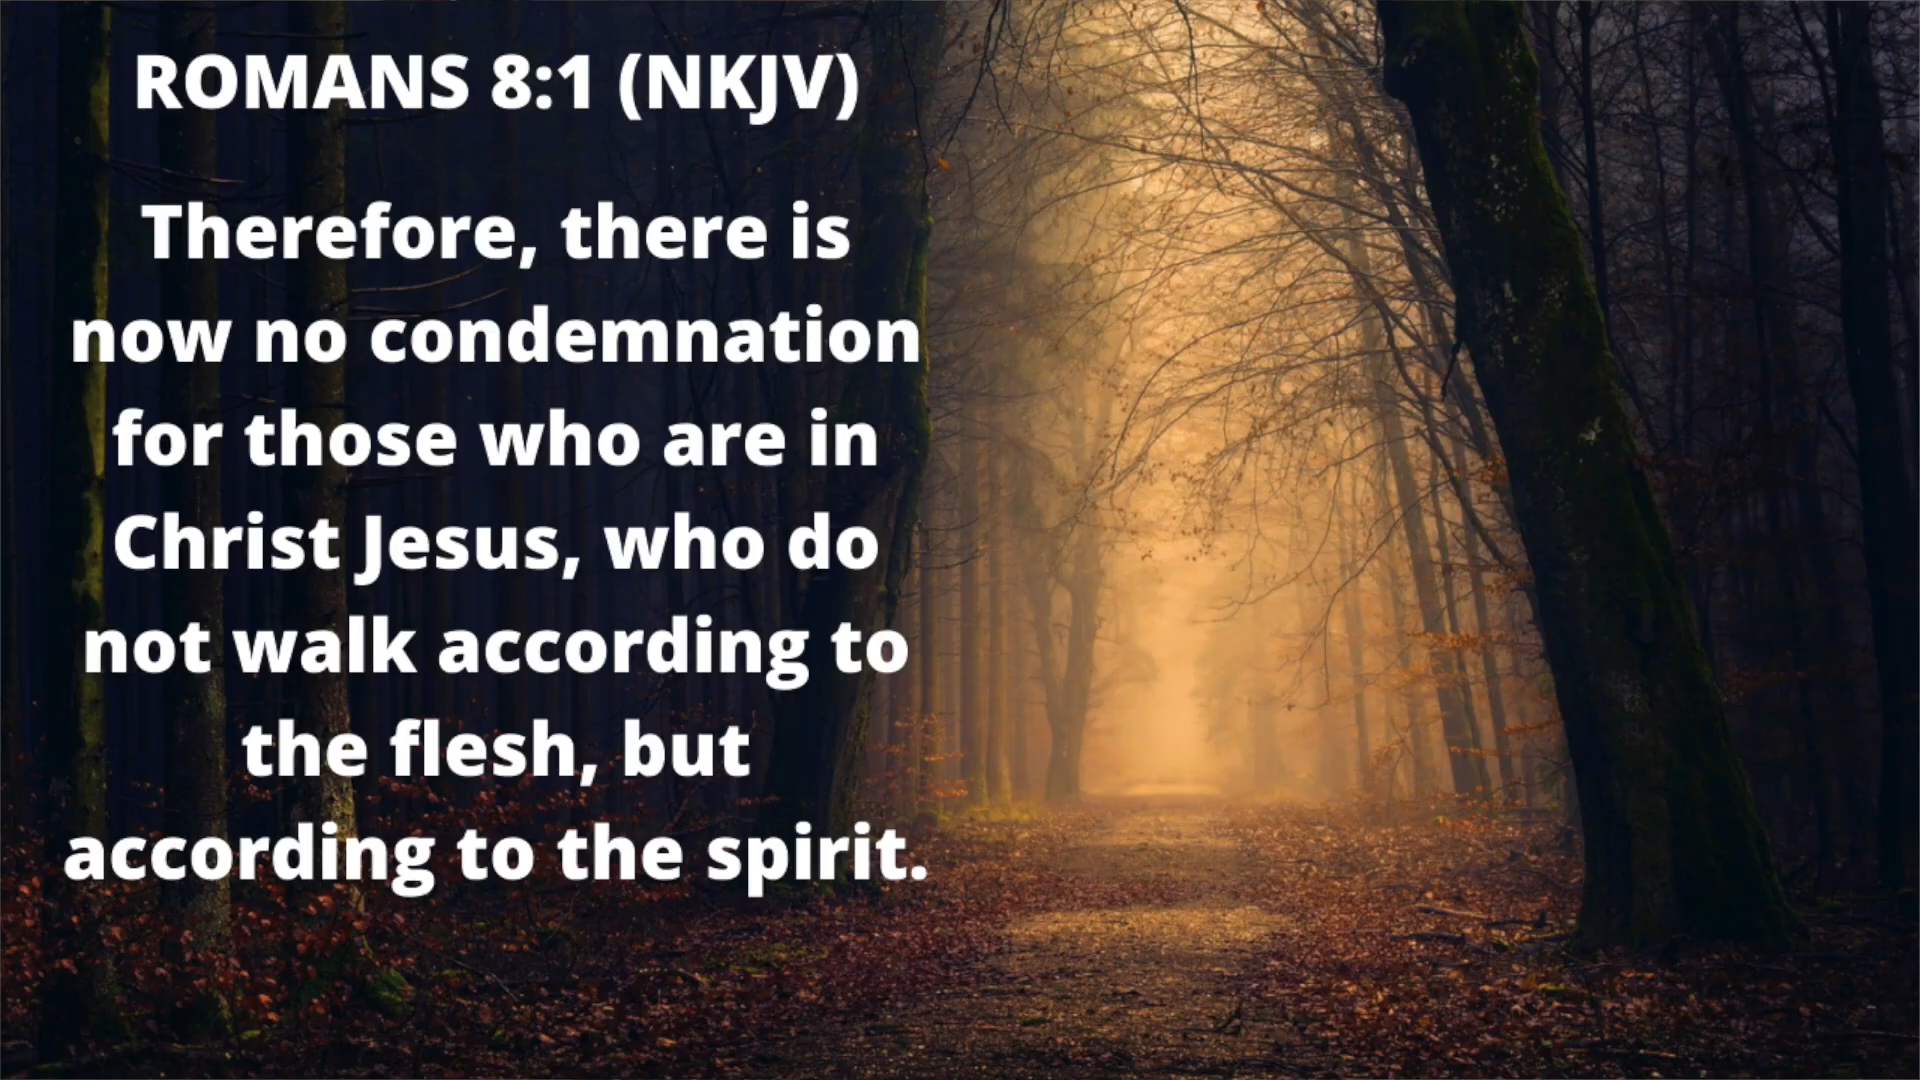 ROMANS 8:1 (NKJV)
Therefore, there is
now no condemnation
for those who are in
Christ Jesus, who do
not walk according to
the flesh, but
according to the spirit.